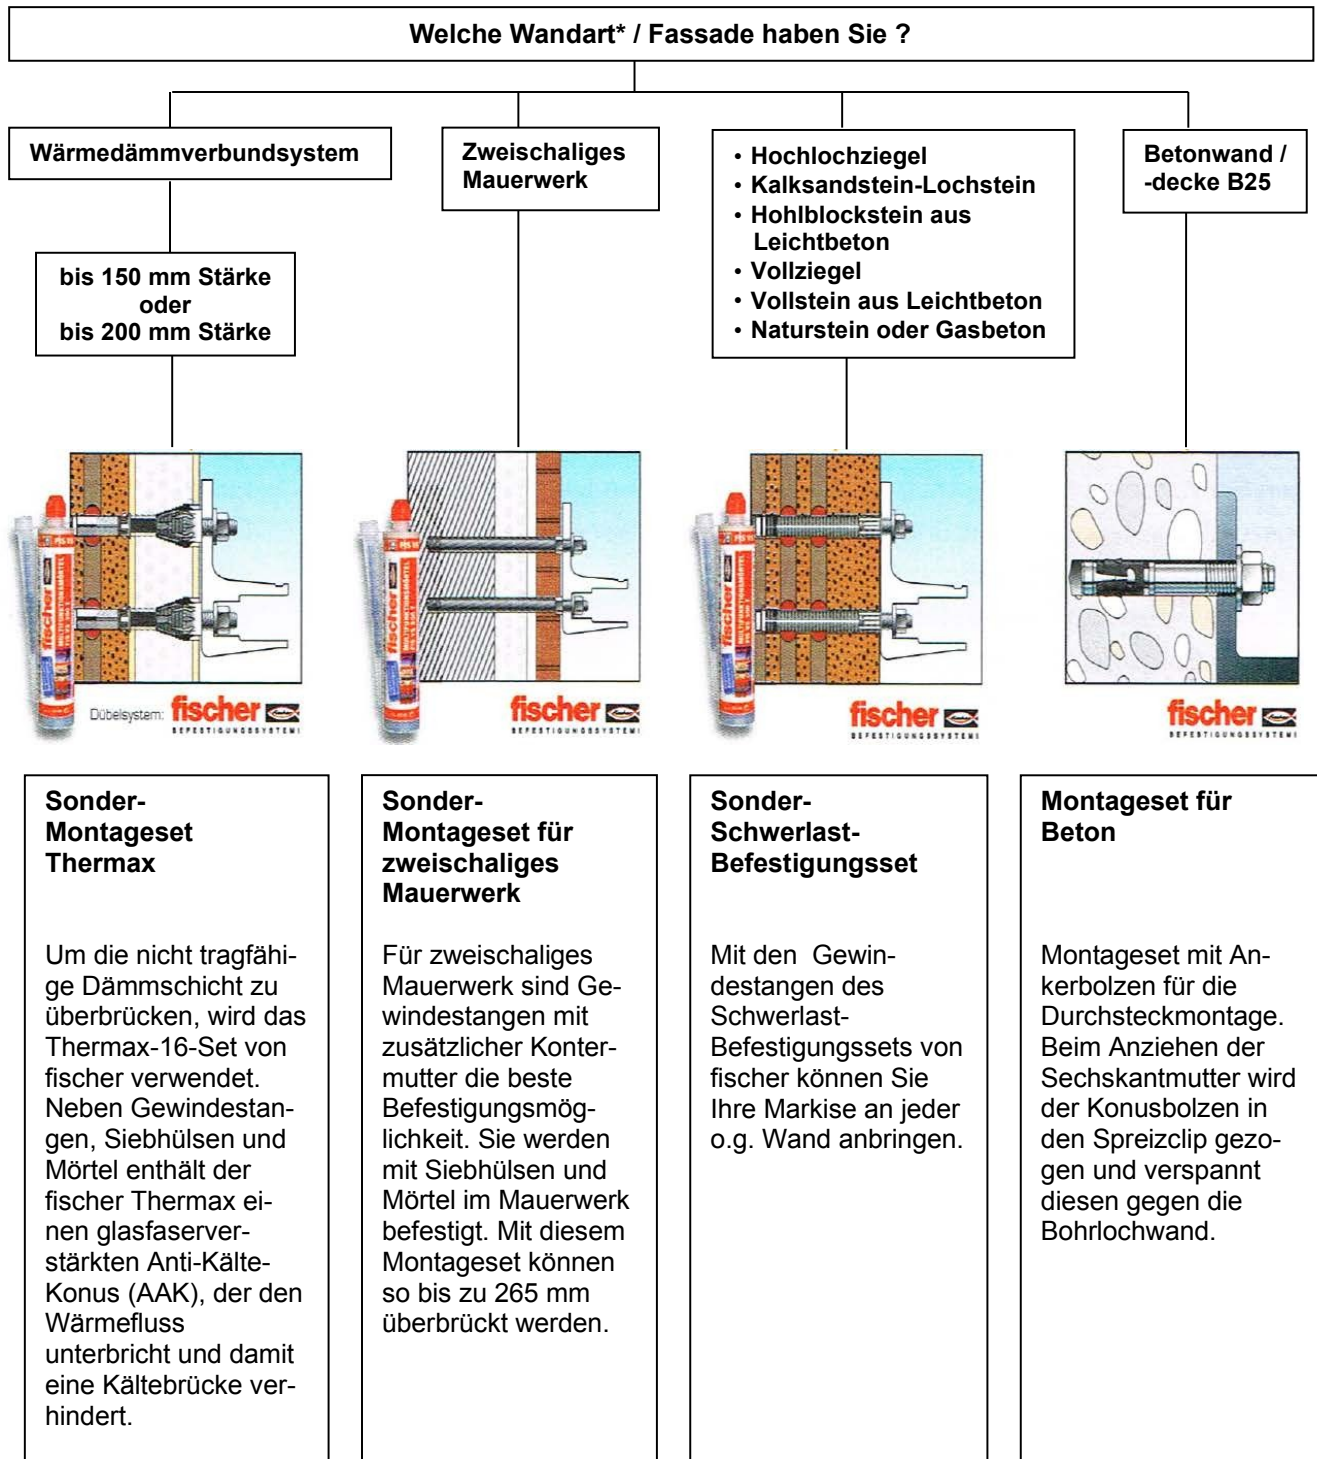 Welche Wandart* / Fassade haben Sie ?
Wärmedämmverbundsystem
bis 150 mm Stärke
oder
bis 200 mm Stärke
Zweischaliges
Mauerwerk
• Hochlochziegel
• Kalksandstein-Lochstein
• Hohlblockstein aus
Leichtbeton
• Vollziegel
• Vollstein aus Leichtbeton
• Naturstein oder Gasbeton
Betonwand /
-decke B25
fischer
Dübelsystem: fischer
BEFESTIGUNGSSYSTEME
fischer
fischer
BEFESTIGUNGSSYSTEME
fischer
fischer
BEFESTIGUNGSSYSTEME
fischer
BEFESTIGUNGSSYSTEME
Sonder-
Montageset
Thermax
Um die nicht tragfähi-
ge Dämmschicht zu
überbrücken, wird das
Thermax-16-Set von
fischer verwendet.
Neben Gewindestan-
gen, Siebhülsen und
Mörtel enthält der
fischer Thermax ei-
nen glasfaserver-
stärkten Anti-Kälte-
Konus (AAK), der den
Wärmefluss
unterbricht und damit
eine Kältebrücke ver-
hindert.
Sonder-
Montageset für
zweischaliges
Mauerwerk
Für zweischaliges
Mauerwerk sind Ge-
windestangen mit
zusätzlicher Konter-
mutter die beste
Befestigungsmög-
lichkeit. Sie werden
mit Siebhülsen und
Mörtel im Mauerwerk
befestigt. Mit diesem
Montageset können
so bis zu 265 mm
überbrückt werden.
Sonder-
Schwerlast-
Befestigungsset
Mit den Gewin-
destangen des
Schwerlast-
Befestigungssets von
fischer können Sie
Ihre Markise an jeder
o.g. Wand anbringen.
Montageset für
Beton
Montageset mit An-
kerbolzen für die
Durchsteckmontage.
Beim Anziehen der
Sechskantmutter wird
der Konusbolzen in
den Spreizclip gezo-
gen und verspannt
diesen gegen die
Bohrlochwand.